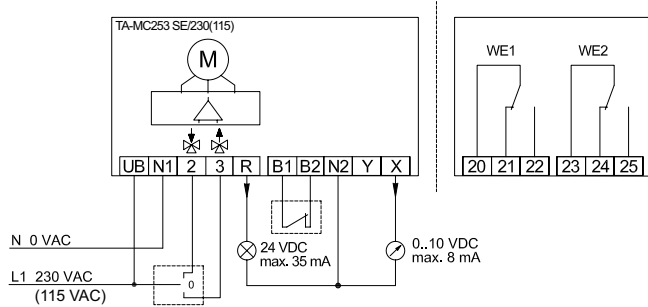 TA-MC253 SE/230(115)
M
WE1 WE2
UB N1 2 3 R B1 B2 N2 Y X
20 21 22 23 24 25
N 0 VAC
24 VDC
max. 35 mA
0..10 VDC
max. 8 mA
L1 230 VAC
(115 VAC)
0